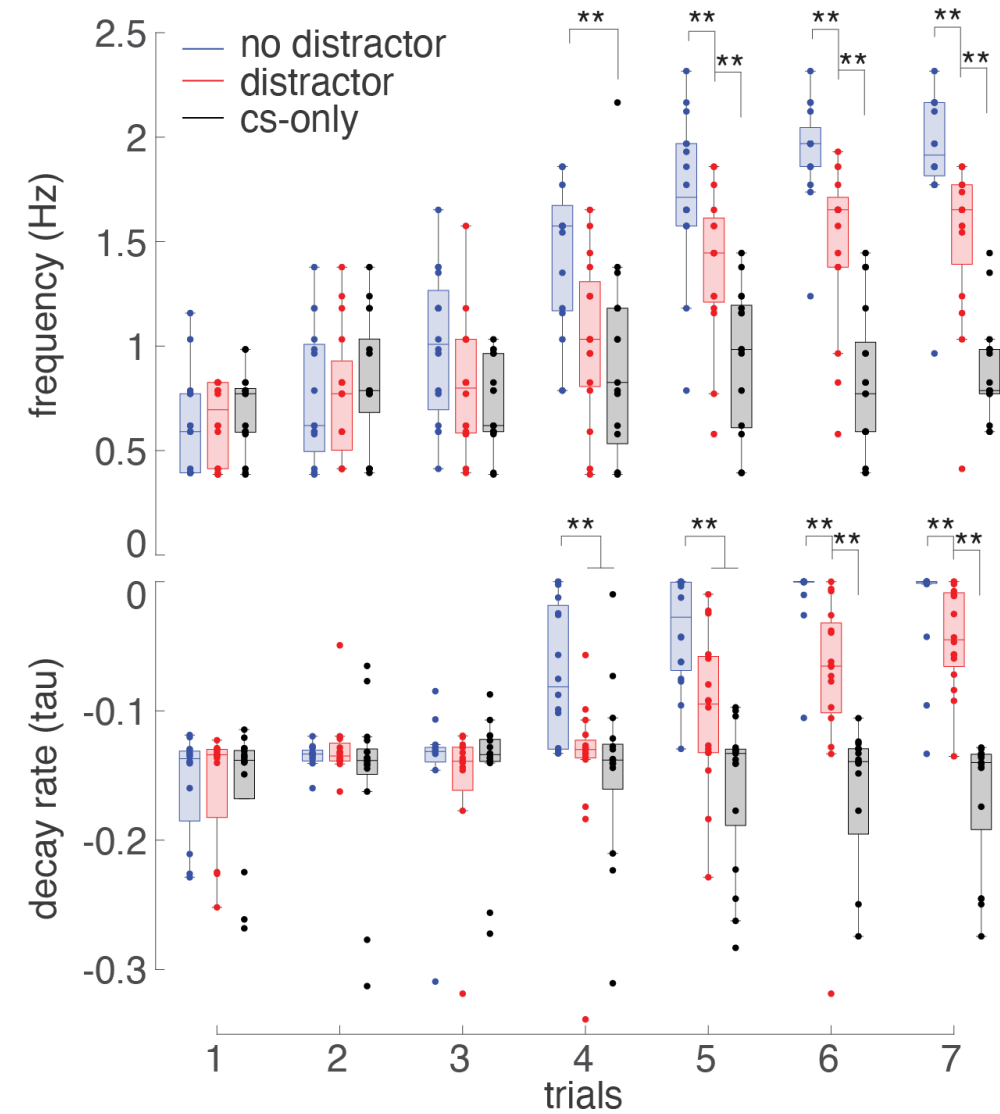 ** ** ** **
** ** **
2.5
no distractor
distractor
cs-only
2
1.5
1
0.5
0
frequency (Hz)
** ** ** **
** **
0
-0.1
-0.2
-0.3
decay rate (tau)
1 2 3 4 5 6 7
trials